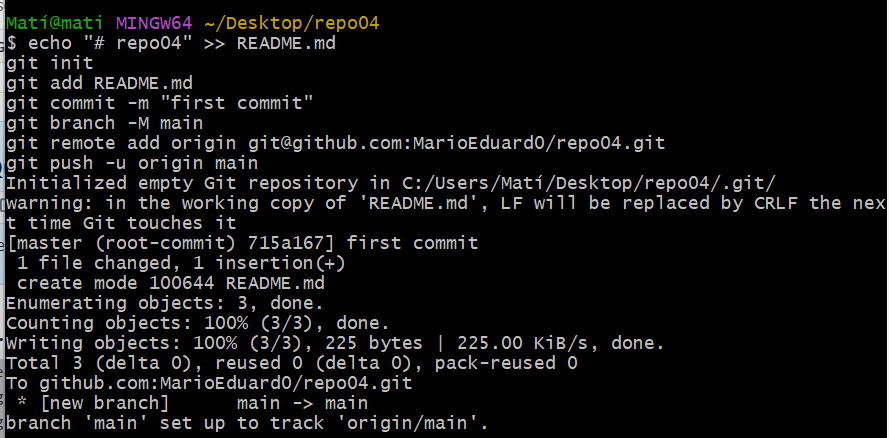 Matí@mati MINGW64 ~/Desktop/repo04
$ echo "# repo04" >> README.md
git init
git add README.md
git commit -m "first commit"
git branch -M main
git remote add origin git@github.com:MarioEduard0/repo04.git
git push -u origin main
Initialized empty Git repository in C:/Users/Matí/Desktop/repo04/.git/
warning: in the working copy of 'README.md', LF will be replaced by CRLF the nex
t time Git touches it
[master (root-commit) 715a167] first commit
 1 file changed, 1 insertion(+)
 create mode 100644 README.md
Enumerating objects: 3, done.
Counting objects: 100% (3/3), done.
Writing objects: 100% (3/3), 225 bytes | 225.00 KiB/s, done.
Total 3 (delta 0), reused 0 (delta 0), pack-reused 0
To github.com:MarioEduard0/repo04.git
 * [new branch]      main -> main
branch 'main' set up to track 'origin/main'.